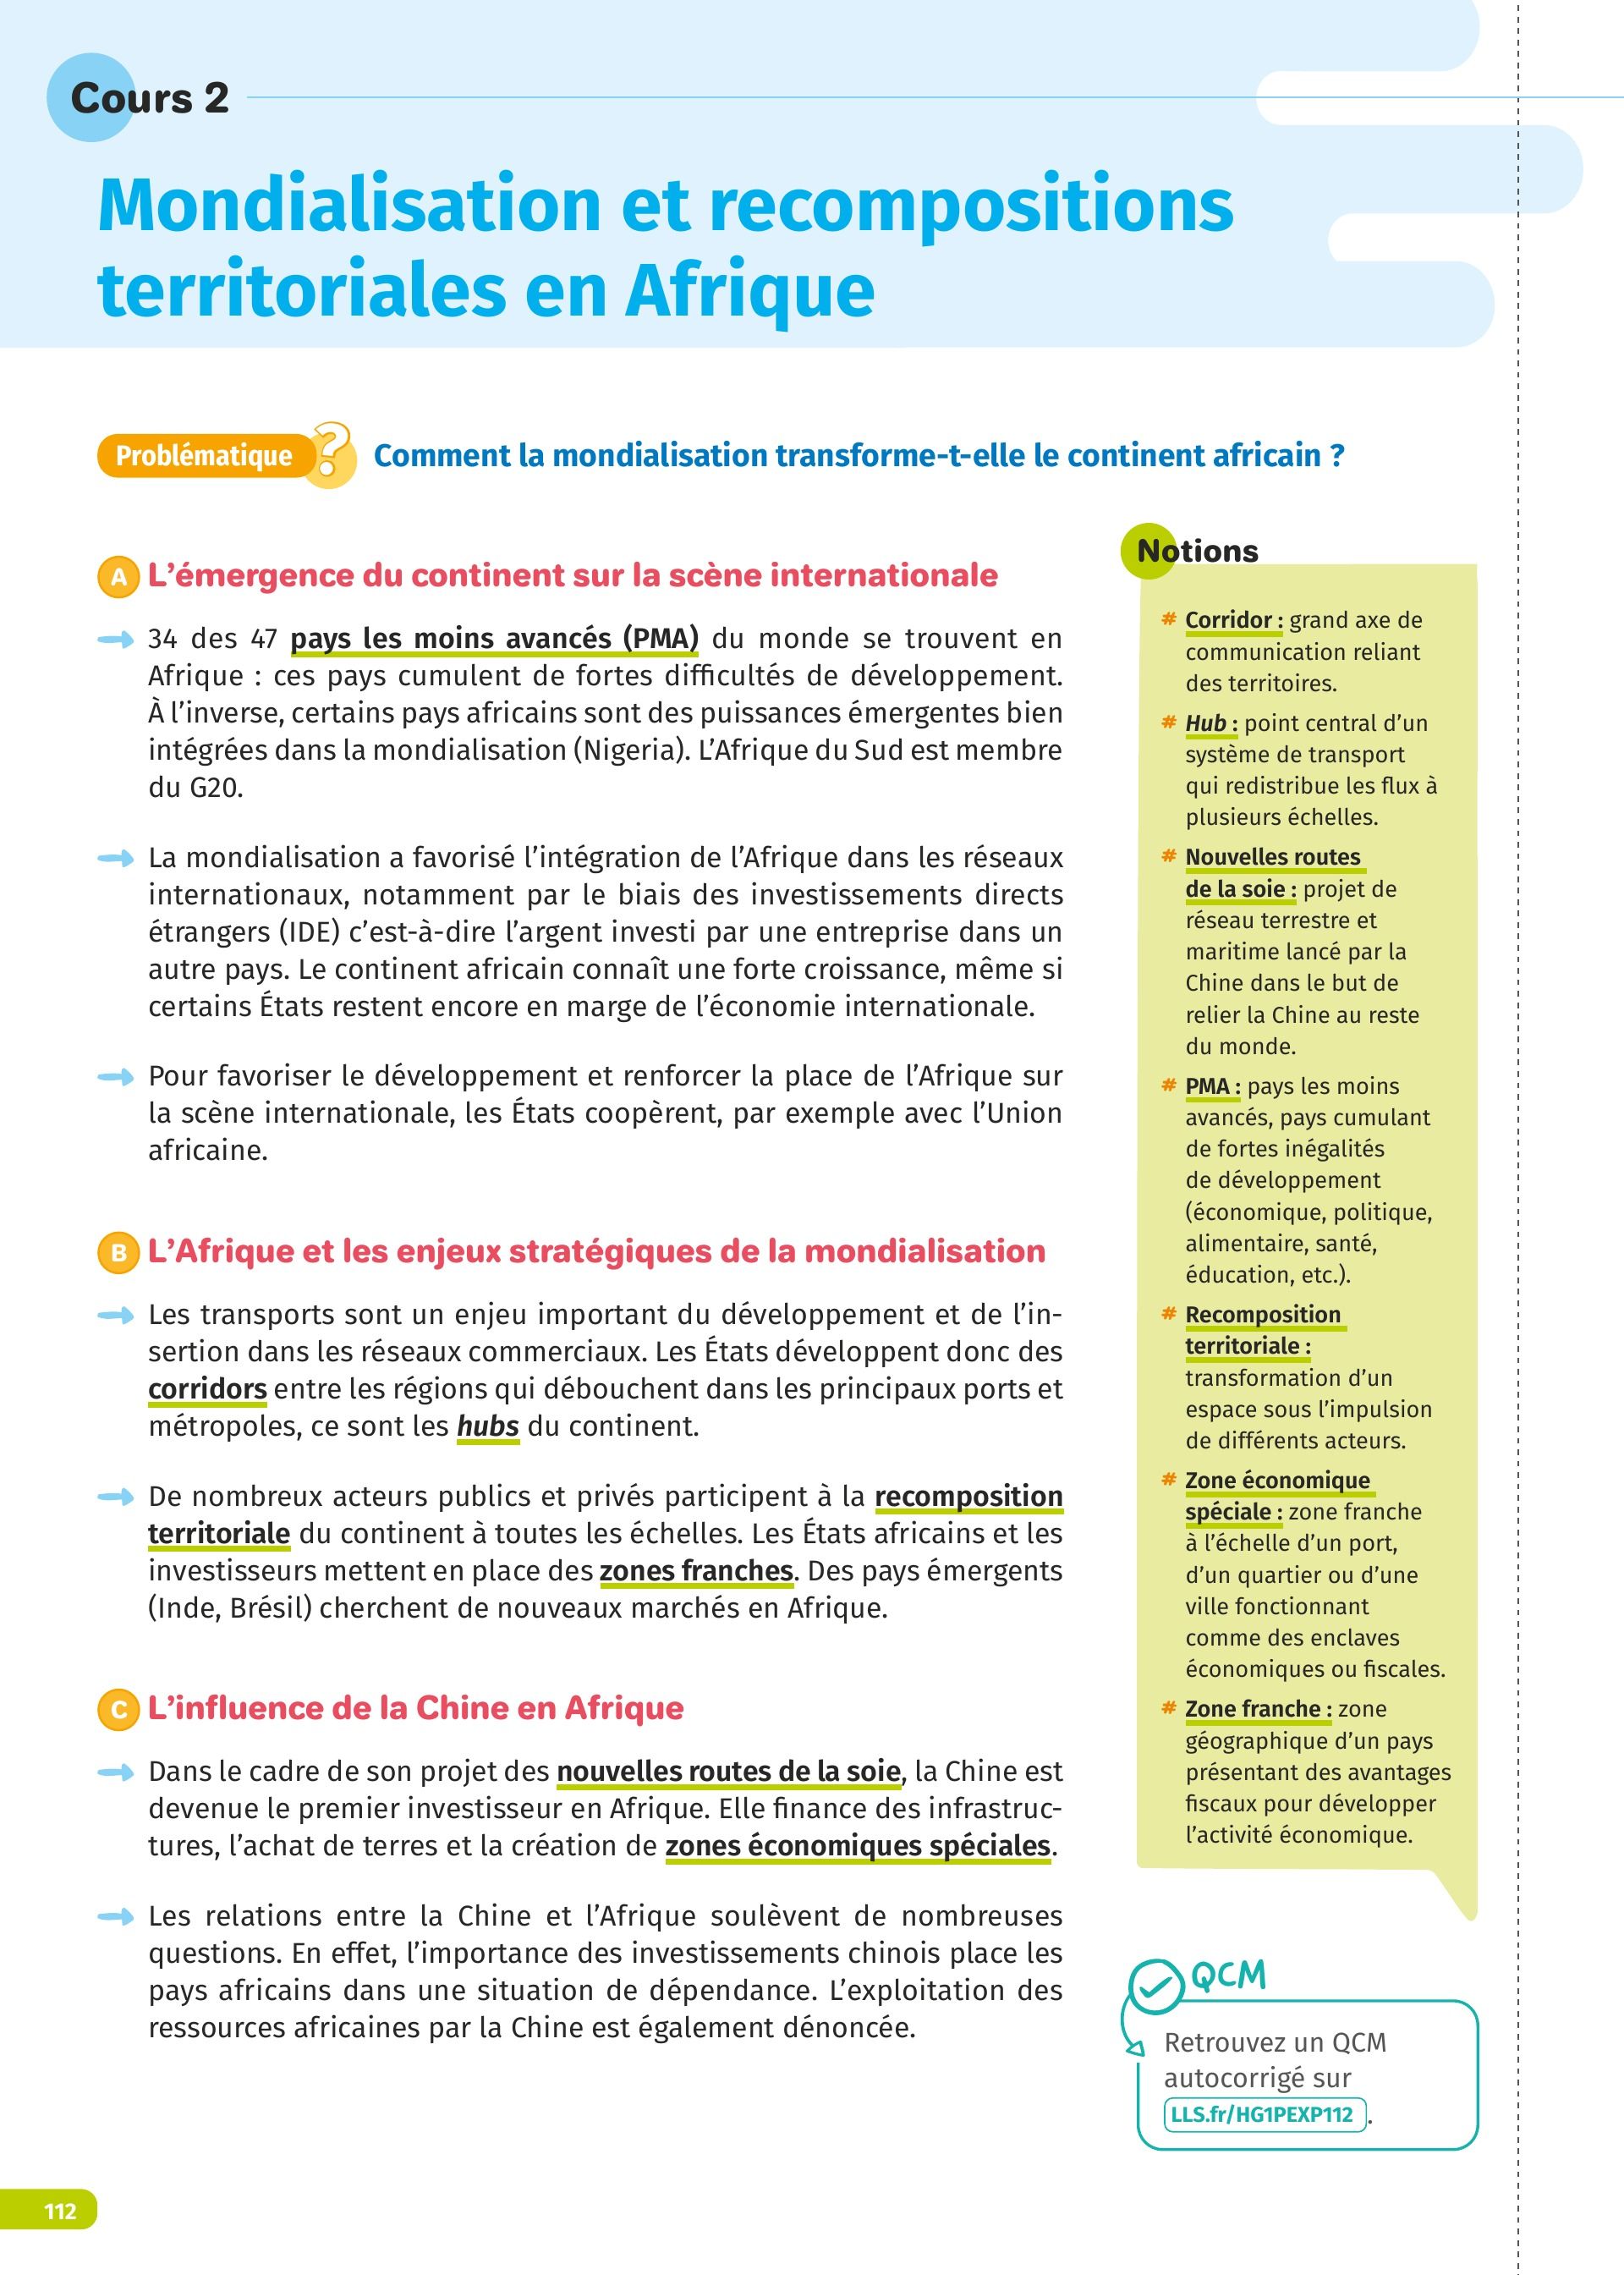 Cours 2
Mondialisation et recompositions
territoriales en Afrique
Problématique ?
Comment la mondialisation transforme-t-elle le continent africain ?
A L’émergence du continent sur la scène internationale
34 des 47 pays les moins avancés (PMA) du monde se trouvent en
Afrique : ces pays cumulent de fortes difficultés de développement.
À l’inverse, certains pays africains sont des puissances émergentes bien
intégrées dans la mondialisation (Nigeria). L’Afrique du Sud est membre
du G20.
La mondialisation a favorisé l’intégration de l’Afrique dans les réseaux
internationaux, notamment par le biais des investissements directs
étrangers (IDE) c’est-à-dire l’argent investi par une entreprise dans un
autre pays. Le continent africain connaît une forte croissance, même si
certains États restent encore en marge de l’économie internationale.
Pour favoriser le développement et renforcer la place de l’Afrique sur
la scène internationale, les États coopèrent, par exemple avec l’Union
africaine.
B L’Afrique et les enjeux stratégiques de la mondialisation
Les transports sont un enjeu important du développement et de l’in-
sertion dans les réseaux commerciaux. Les États développent donc des
corridors entre les régions qui débouchent dans les principaux ports et
métropoles, ce sont les hubs du continent.
De nombreux acteurs publics et privés participent à la recomposition
territoriale du continent à toutes les échelles. Les États africains et les
investisseurs mettent en place des zones franches. Des pays émergents
(Inde, Brésil) cherchent de nouveaux marchés en Afrique.
C L’influence de la Chine en Afrique
Dans le cadre de son projet des nouvelles routes de la soie, la Chine est
devenue le premier investisseur en Afrique. Elle finance des infrastruc-
tures, l’achat de terres et la création de zones économiques spéciales.
Les relations entre la Chine et l’Afrique soulèvent de nombreuses
questions. En effet, l’importance des investissements chinois place les
pays africains dans une situation de dépendance. L’exploitation des
ressources africaines par la Chine est également dénoncée.
Notions
# Corridor : grand axe de
communication reliant
des territoires.
# Hub : point central d’un
système de transport
qui redistribue les flux à
plusieurs échelles.
# Nouvelles routes
de la soie : projet de
réseau terrestre et
maritime lancé par la
Chine dans le but de
relier la Chine au reste
du monde.
# PMA : pays les moins
avancés, pays cumulant
de fortes inégalités
de développement
(économique, politique,
alimentaire, santé,
éducation, etc.).
# Recomposition
territoriale :
transformation d’un
espace sous l’impulsion
de différents acteurs.
# Zone économique
spéciale : zone franche
à l’échelle d’un port,
d’un quartier ou d’une
ville fonctionnant
comme des enclaves
économiques ou fiscales.
# Zone franche : zone
géographique d’un pays
présentant des avantages
fiscaux pour développer
l’activité économique.
QCM
Retrouvez un QCM
autocorrigé sur
LLS.fr/HG1PEXP112 .
112